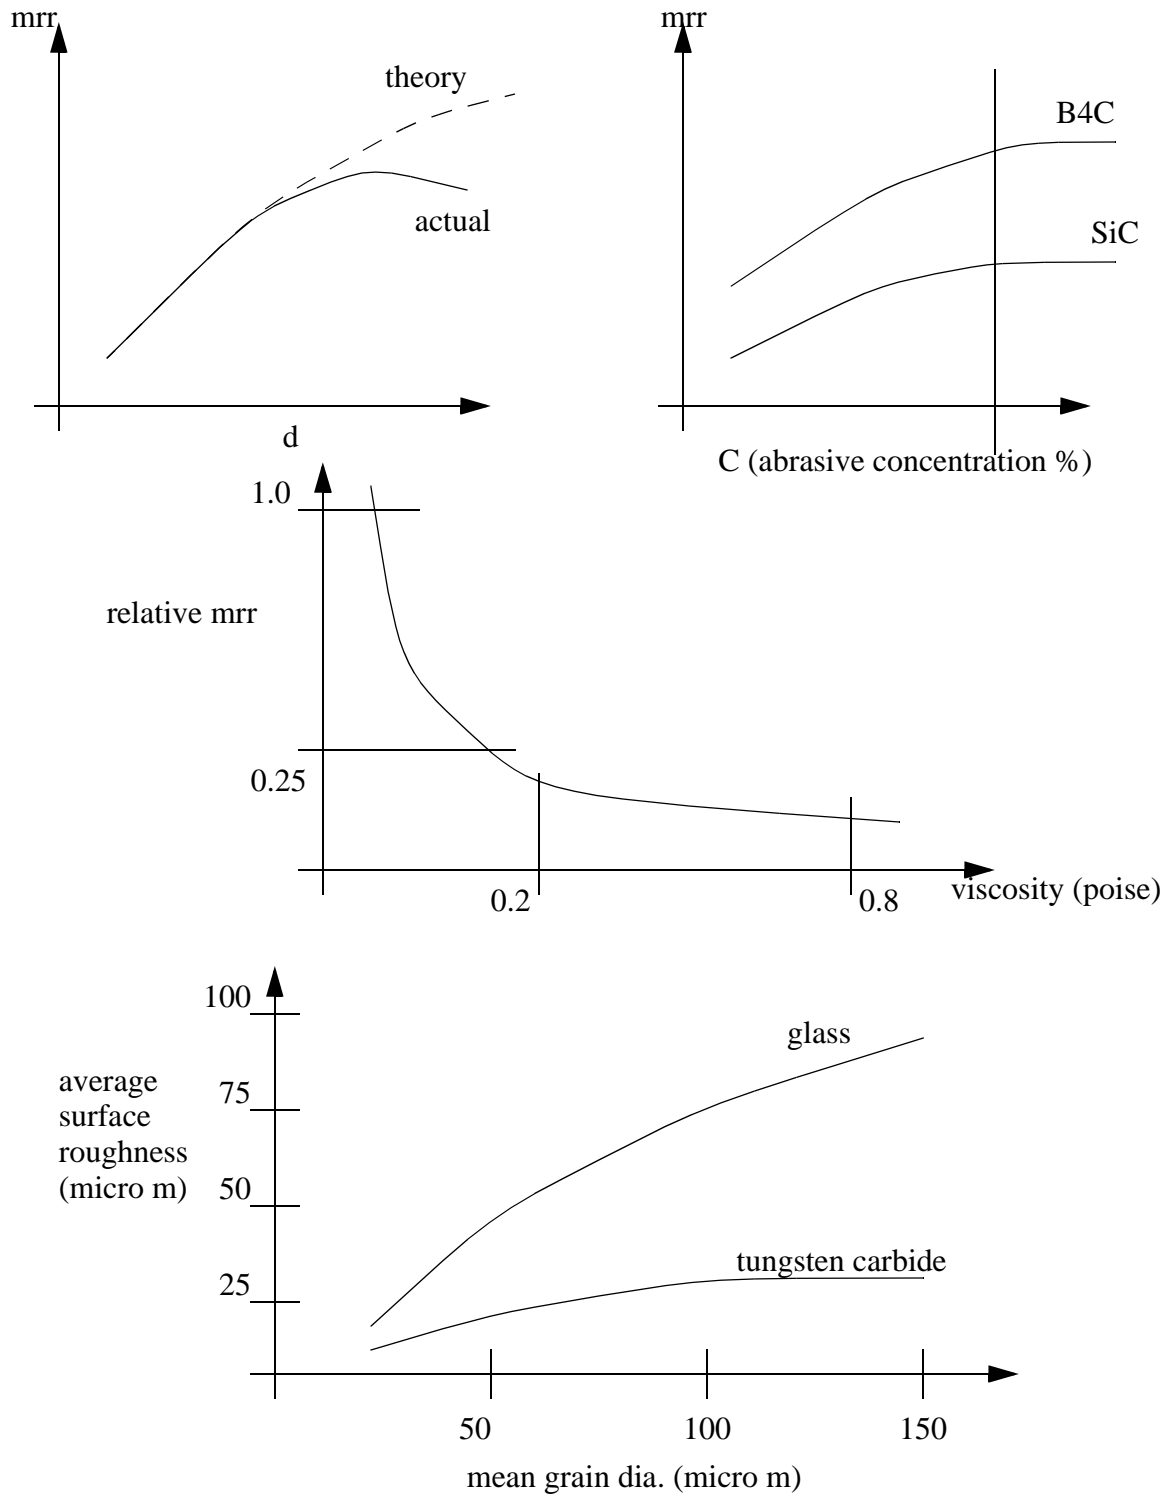 mrr
theory
actual
d
mrr
B4C
SiC
C (abrasive concentration %)
1.0
relative mrr
0.25
0.2
0.8
viscosity (poise)
100
75
50
25
average
surface
roughness
(micro m)
glass
tungsten carbide
50
100
150
mean grain dia. (micro m)